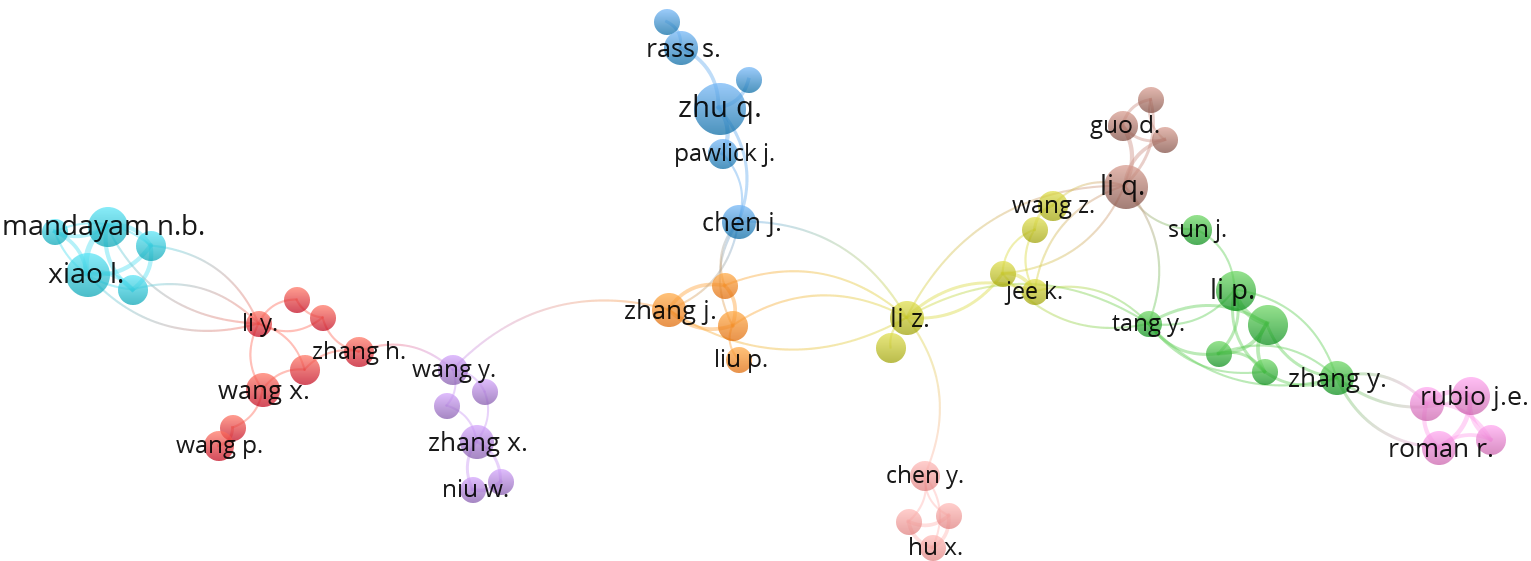 rass s.
zhu q.
guo d.
pawlick j.
li q.
wang z.
mandayam n.b.
chen j.
sun j.
xiao l.
li p.
jee k.
zhang j.
li z.
li y.
tang y.
zhang h.
liu p.
wang y.
zhang y.
wang x.
rubio j.e.
wang p.
zhang x.
roman r.
chen y.
niu w.
hu x.